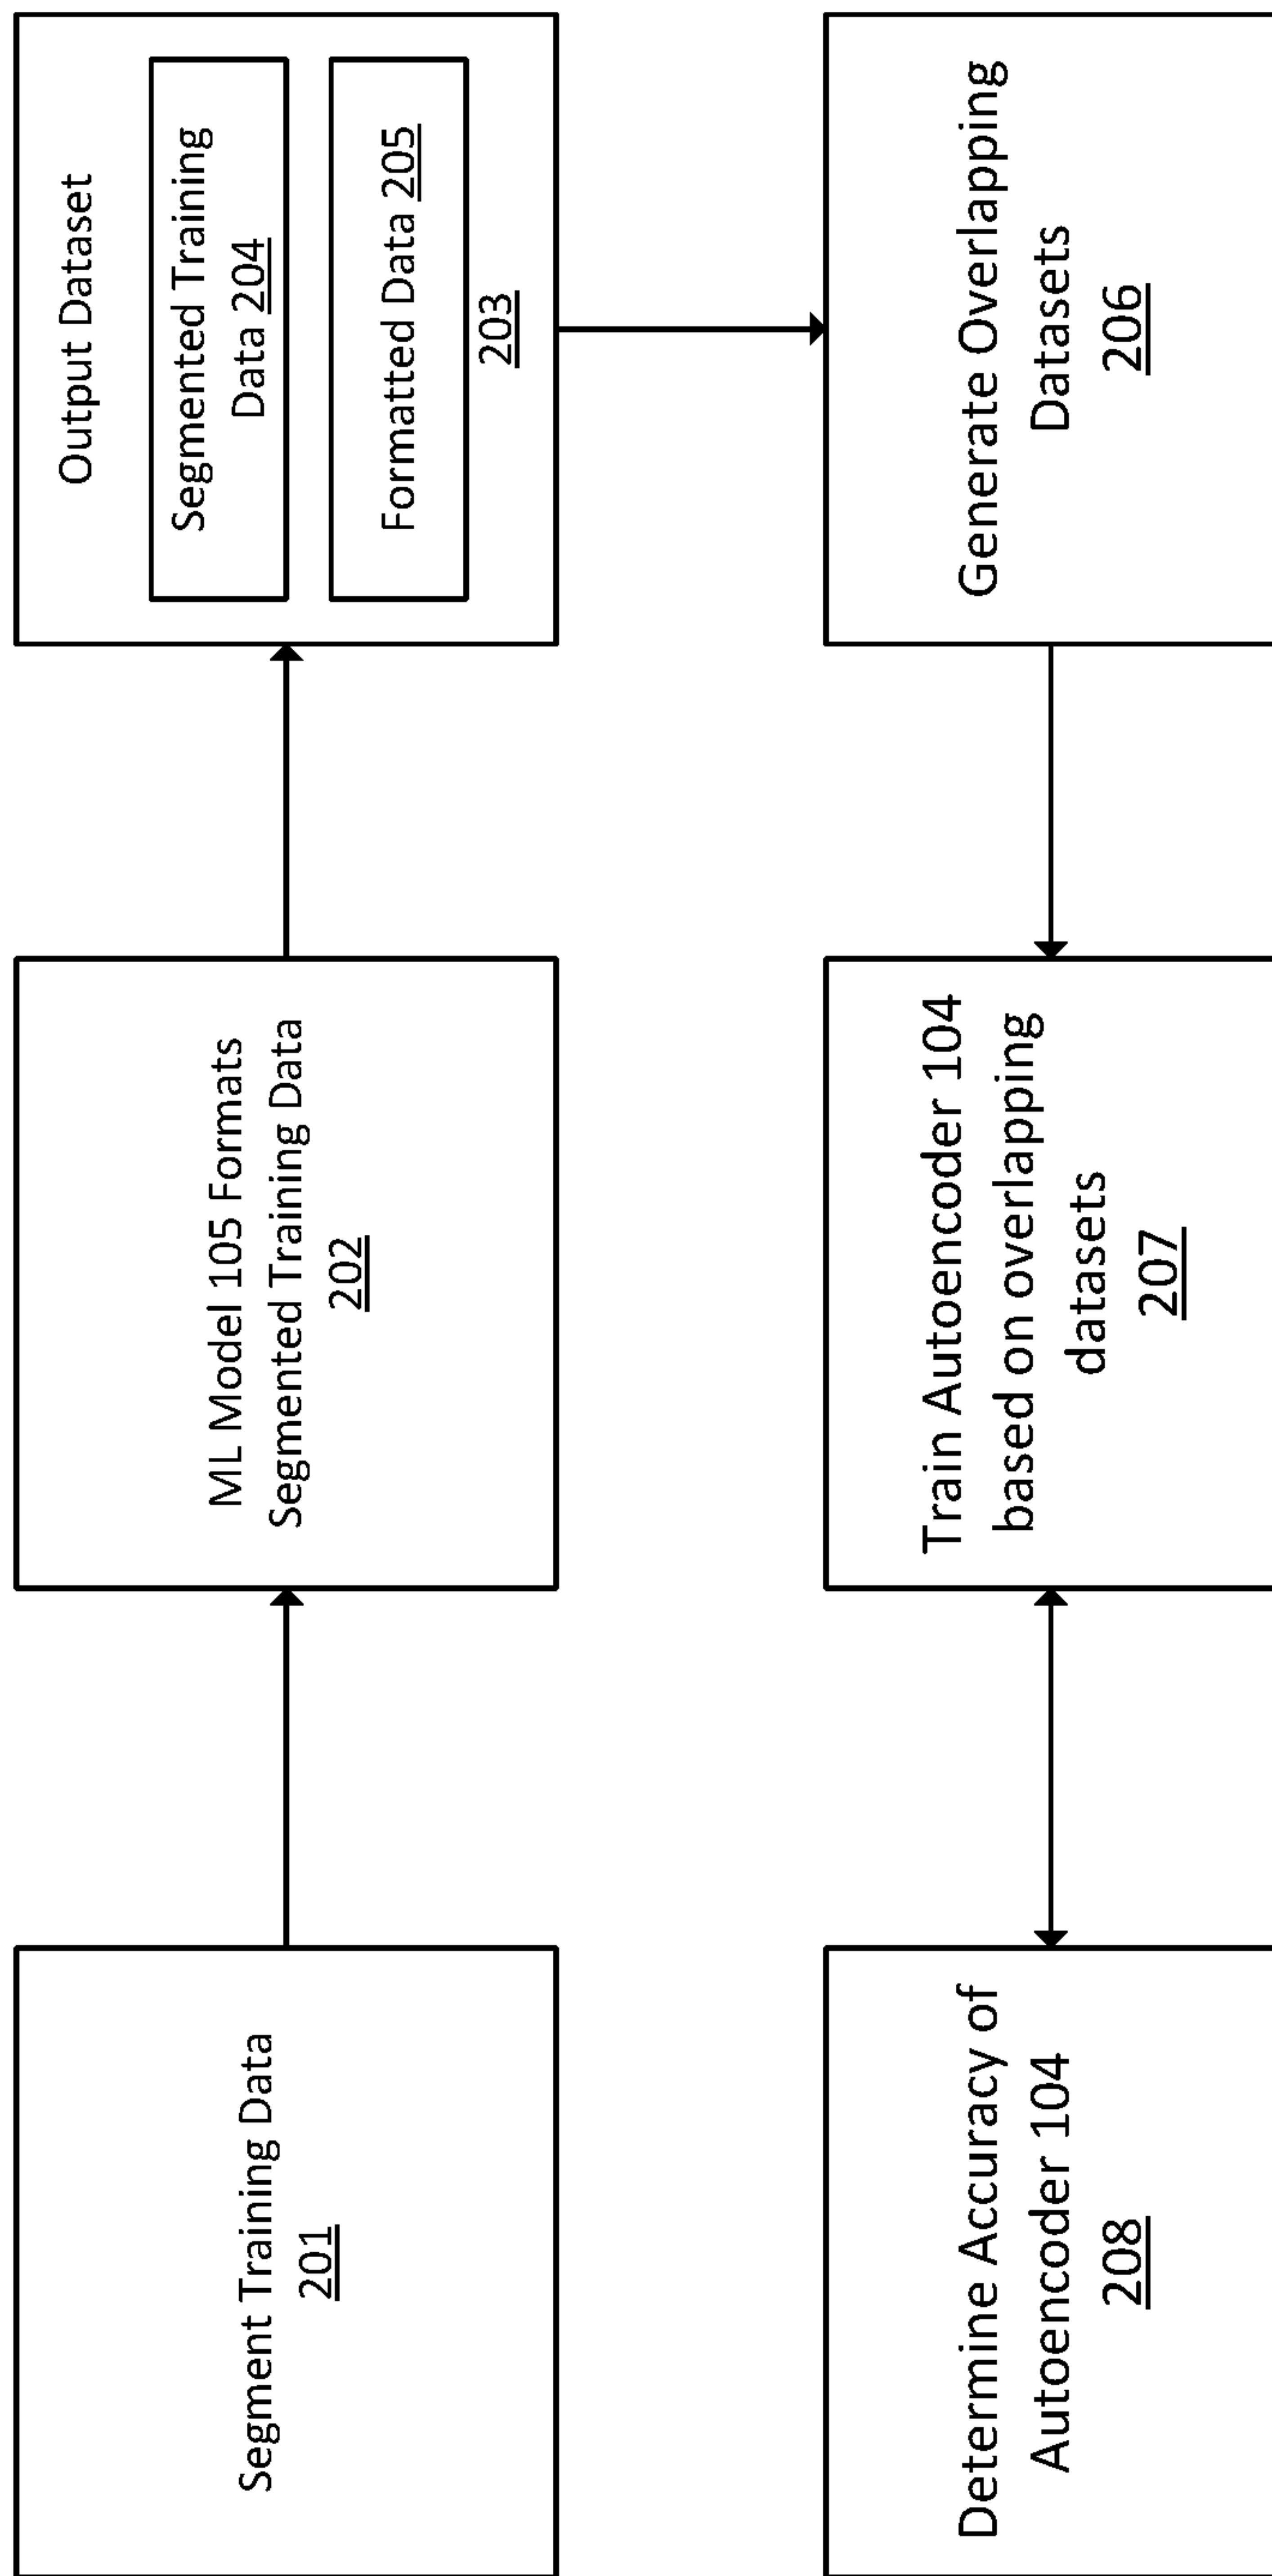 Segment Training Data
201
ML Model 105 Formats
Segmented Training Data
202
Output Dataset
Segmented Training
Data 204
Formatted Data 205
203
Generate Overlapping
Datasets
206
Train Autoencoder 104
based on overlapping
datasets
207
Determine Accuracy of
Autoencoder 104
208